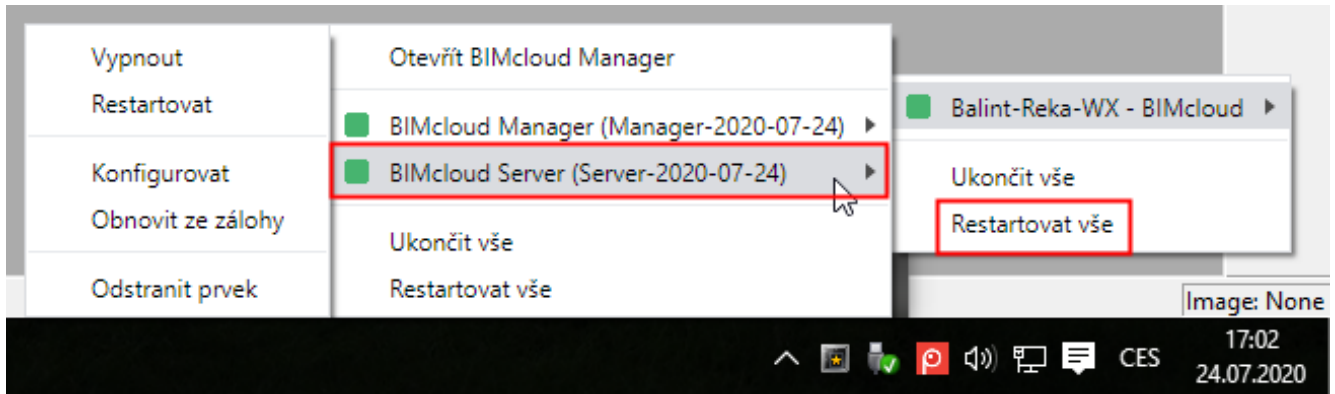 Vypnout
Restartovat
Konfigurovat
Obnovit ze zálohy
Odstranit prvek
Otevřít BIMcloud Manager
BIMcloud Manager (Manager-2020-07-24)
BIMcloud Server (Server-2020-07-24)
Ukončit vše
Restartovat vše
Balint-Reka-WX - BIMcloud
Ukončit vše
Restartovat vše
Image: None
CES
17:02
24.07.2020